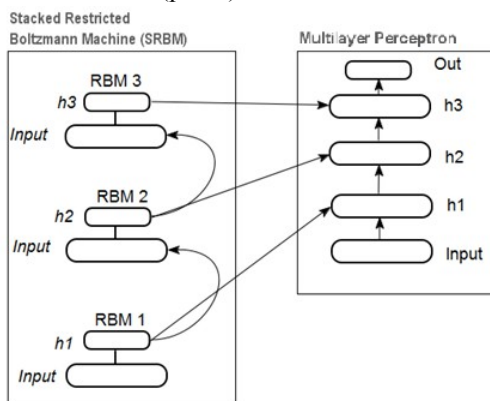 Stacked Restricted
Boltzmann Machine (SRBM)
RBM 3
h3
Input
RBM 2
h2
Input
RBM 1
h1
Input
Multilayer Perceptron
Out
h3
h2
h1
Input